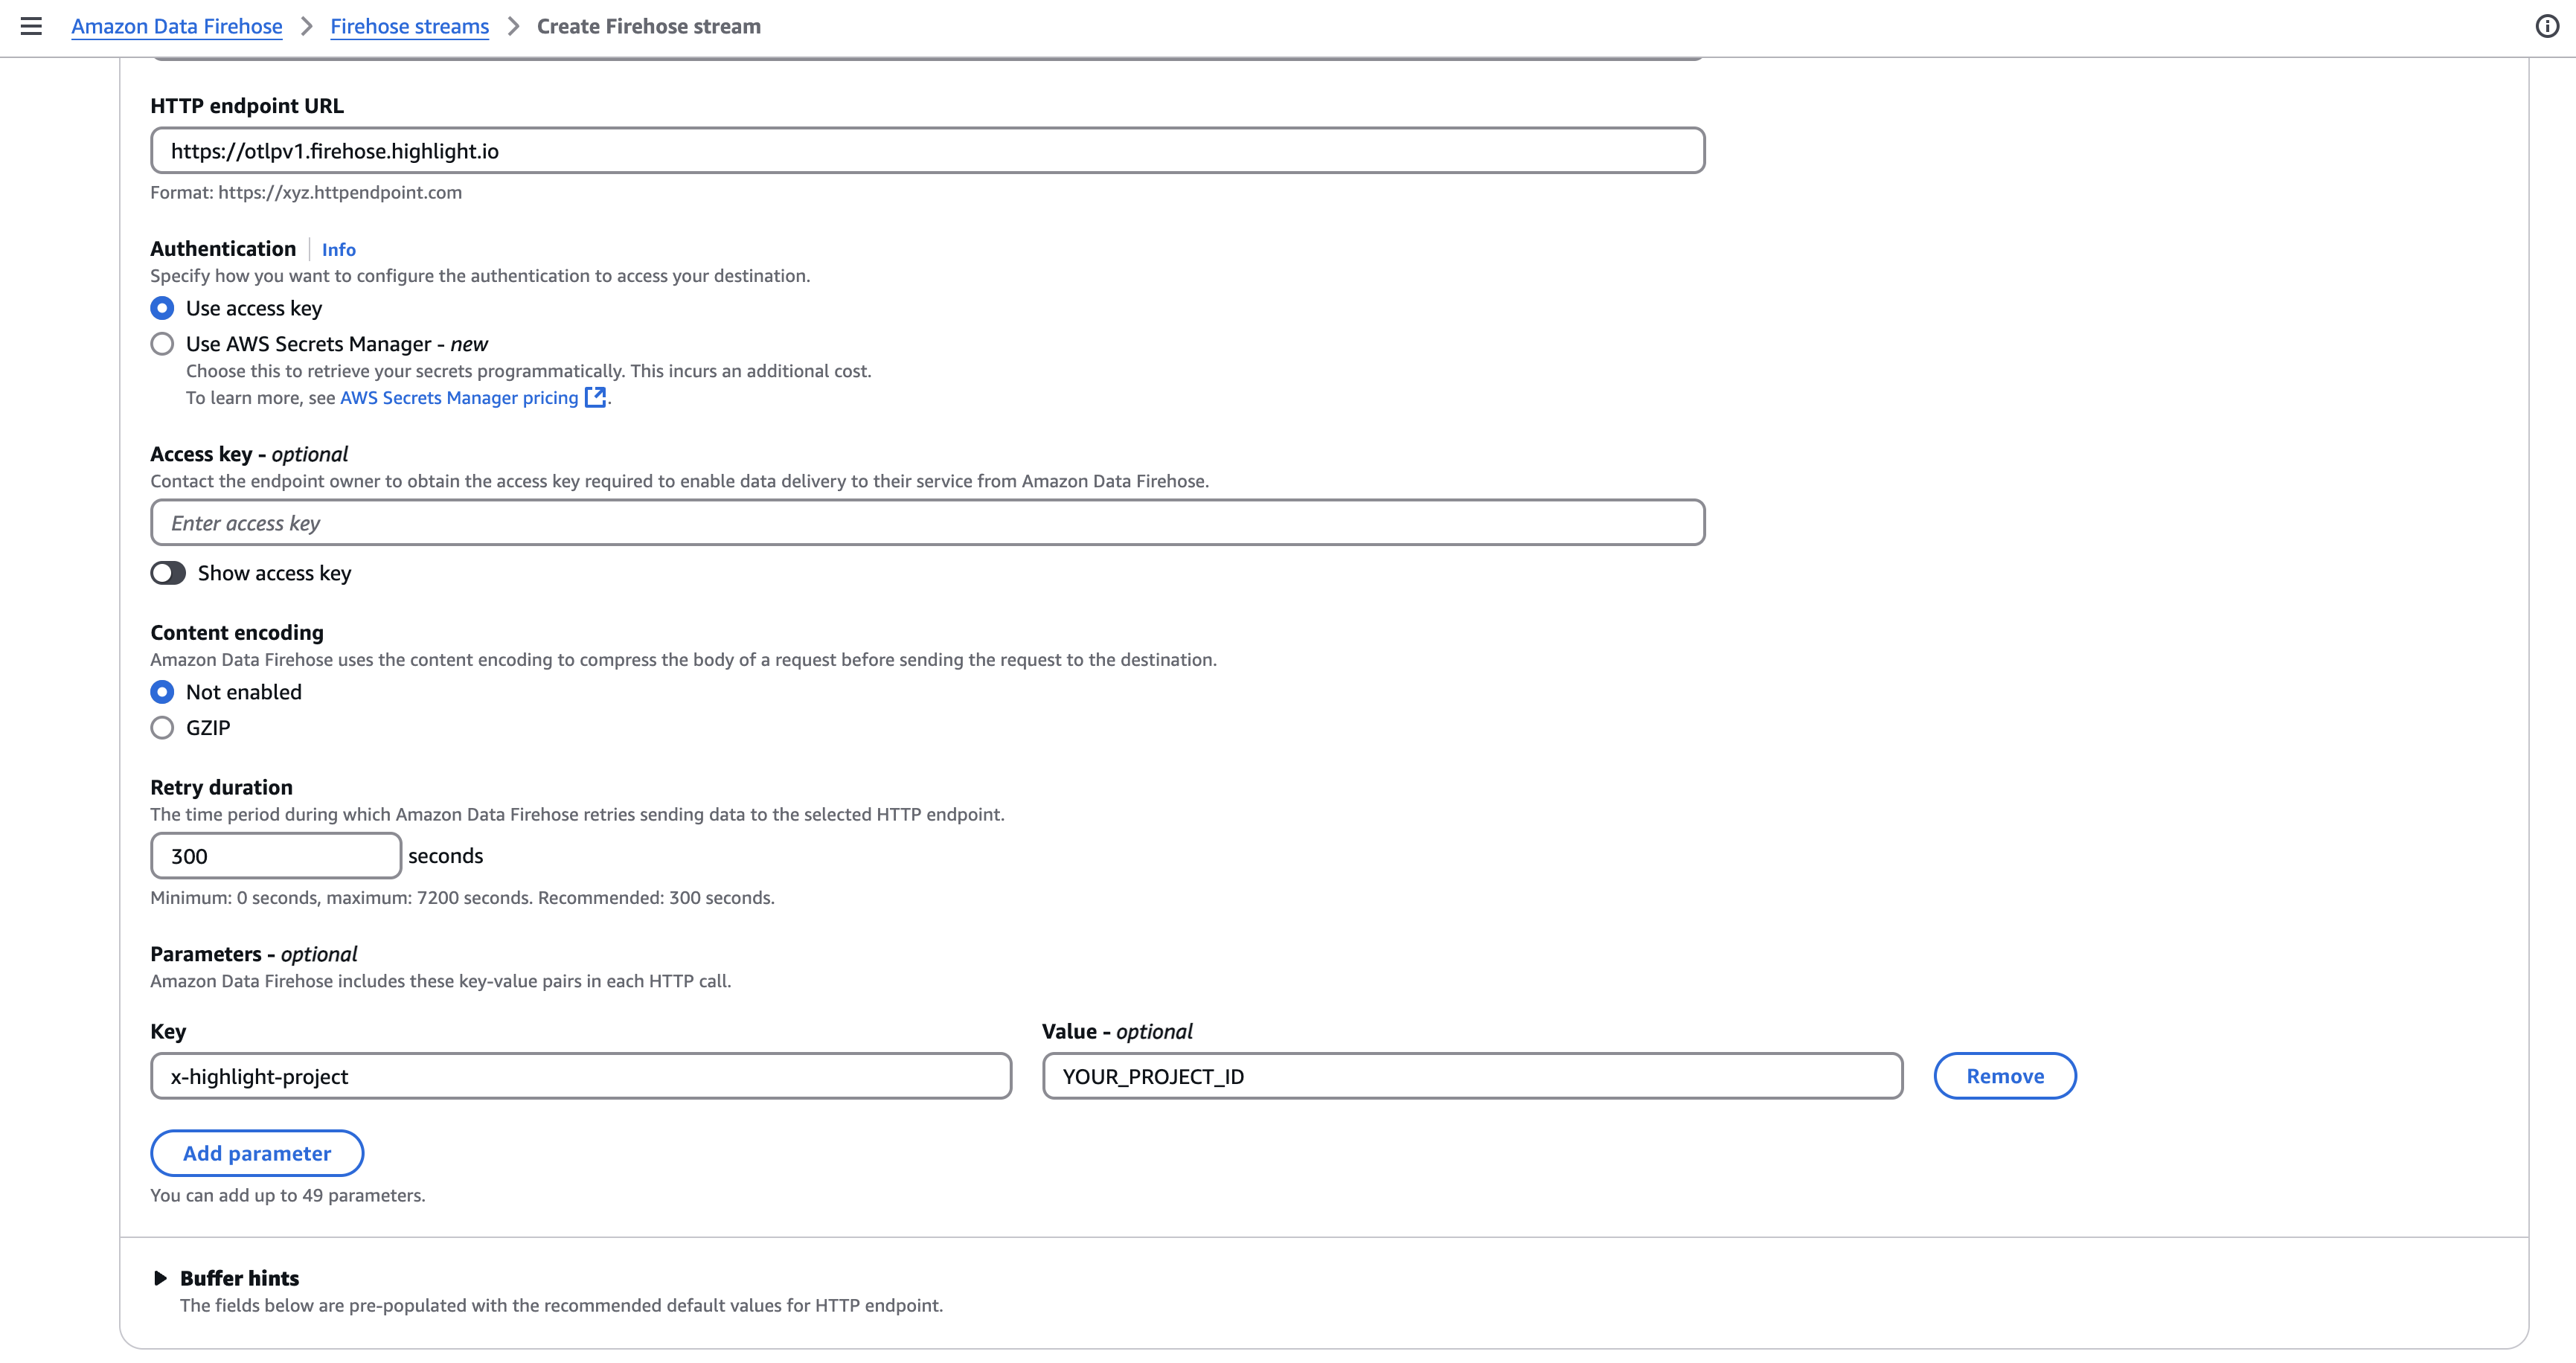 Amazon Data Firehose > Firehose streams > Create Firehose stream
HTTP endpoint URL
https://otlpv1.firehose.highlight.io
Format: https://xyz.httpendpoint.com
Authentication | Info
Specify how you want to configure the authentication to access your destination.
Use access key
Use AWS Secrets Manager - new
Choose this to retrieve your secrets programmatically. This incurs an additional cost.
To learn more, see AWS Secrets Manager pricing .
Access key - optional
Contact the endpoint owner to obtain the access key required to enable data delivery to their service from Amazon Data Firehose.
Enter access key
Show access key
Content encoding
Amazon Data Firehose uses the content encoding to compress the body of a request before sending the request to the destination.
Not enabled
GZIP
Retry duration
The time period during which Amazon Data Firehose retries sending data to the selected HTTP endpoint.
300 seconds
Minimum: 0 seconds, maximum: 7200 seconds. Recommended: 300 seconds.
Parameters - optional
Amazon Data Firehose includes these key-value pairs in each HTTP call.
Key Value - optional
x-highlight-project YOUR_PROJECT_ID Remove
Add parameter
You can add up to 49 parameters.
Buffer hints
The fields below are pre-populated with the recommended default values for HTTP endpoint.